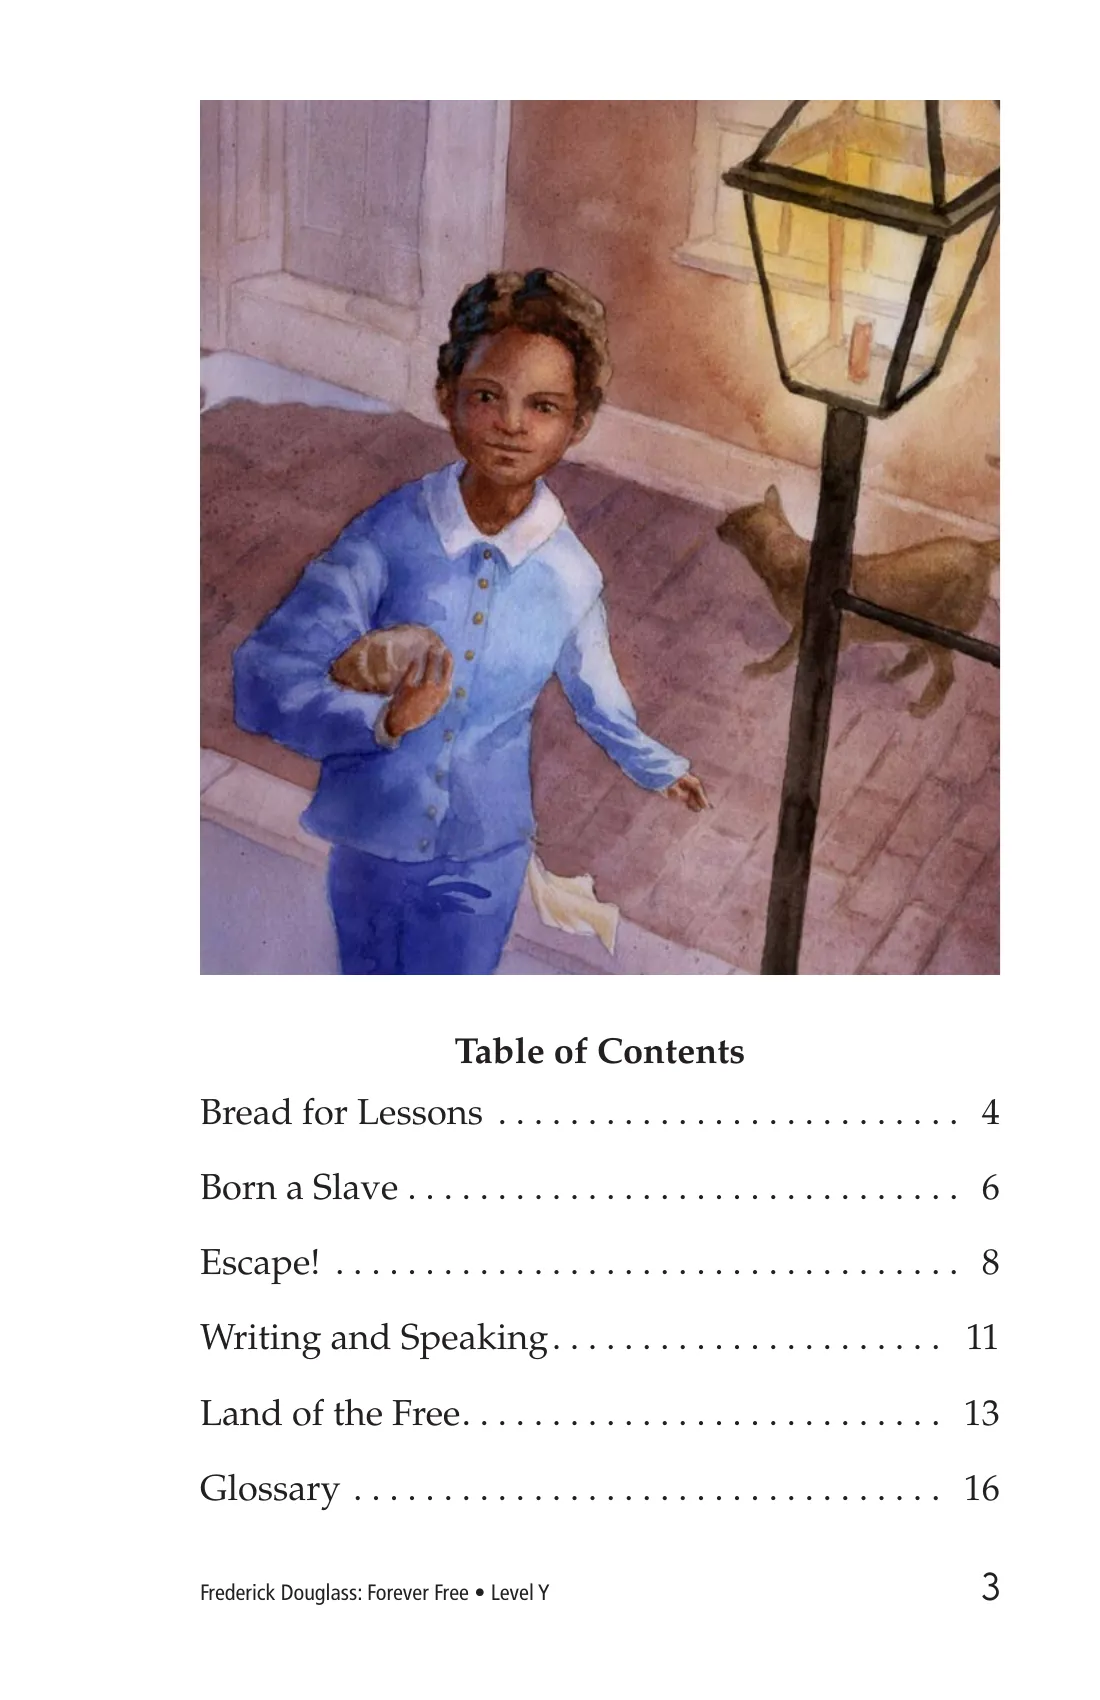 Table of Contents
Bread for Lessons . . . . . . . . . . . . . . . . . . . . . . . . . . 4
Born a Slave . . . . . . . . . . . . . . . . . . . . . . . . . . . . . . . 6
Escape! . . . . . . . . . . . . . . . . . . . . . . . . . . . . . . . . . . . 8
Writing and Speaking. . . . . . . . . . . . . . . . . . . . . . 11
Land of the Free. . . . . . . . . . . . . . . . . . . . . . . . . . . 13
Glossary . . . . . . . . . . . . . . . . . . . . . . . . . . . . . . . . . 16
Frederick Douglass: Forever Free • Level Y 3